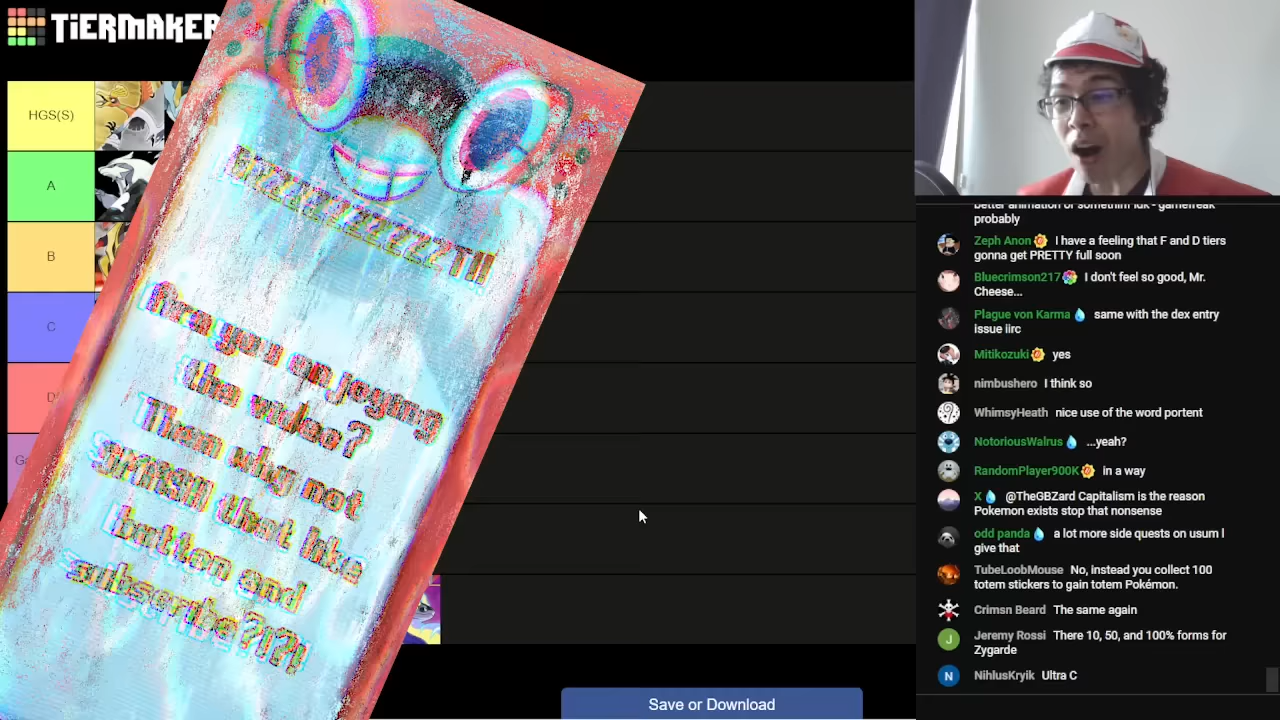 TiERMAKER
HGS(S)
A
B
C
Are you enjoying
the video?
Then why not
SMASH that like
button and
subscribe?!?!
Save or Download
better animation or somethim idk - gamefreak
probably
Zeph Anon I have a feeling that F and D tiers
gonna get PRETTY full soon
Bluecrimson217 I don't feel so good, Mr.
Cheese...
Plague von Karma same with the dex entry
issue iirc
Mitikozuki yes
nimbushero I think so
WhimsyHeath nice use of the word portent
NotoriousWalrus ...yeah?
RandomPlayer900K in a way
X @TheGBZard Capitalism is the reason
Pokemon exists stop that nonsense
odd panda a lot more side quests on usum I
give that
TubeLoobMouse No, instead you collect 100
totem stickers to gain totem Pokémon.
Crimsn Beard The same again
J Jeremy Rossi There 10, 50, and 100% forms for
Zygarde
N NihlusKryik Ultra C